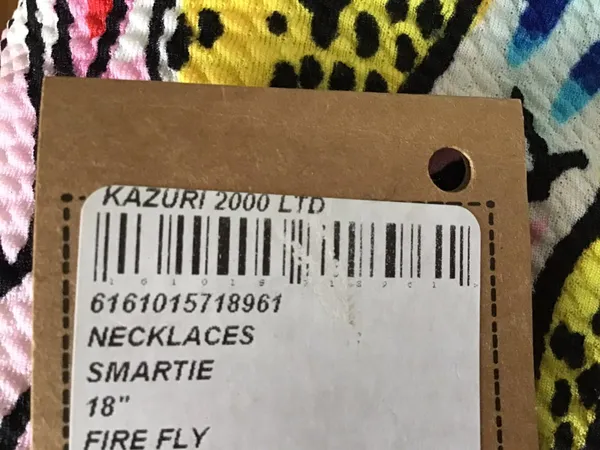 KAZURI 2000 LTD
6161015718961
NECKLACES
SMARTIE
18"
FIRE FLY